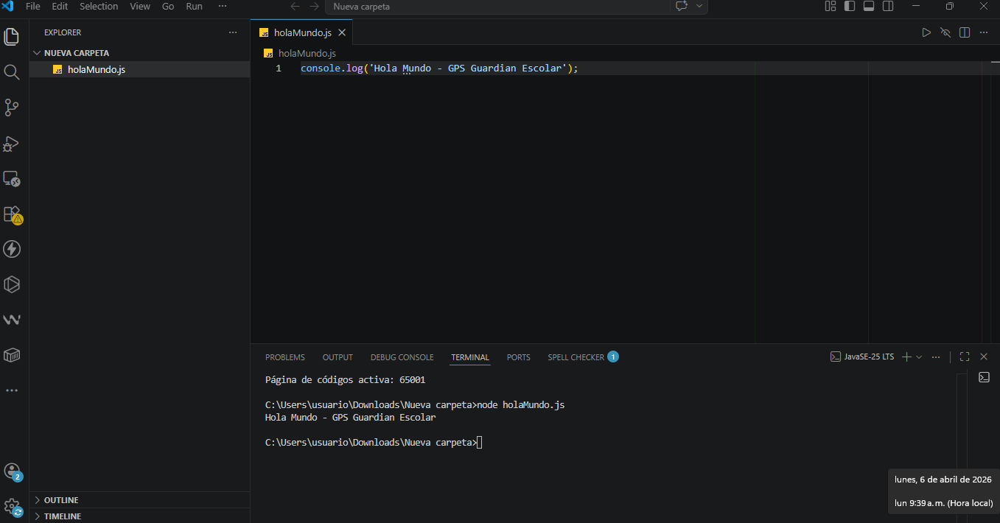 File Edit Selection View Go Run ···
Nueva carpeta
EXPLORER ···
NUEVA CARPETA
JS holaMundo.js
JS holaMundo.js
JS holaMundo.js
1 console.log('Hola Mundo - GPS Guardian Escolar');
PROBLEMS OUTPUT DEBUG CONSOLE TERMINAL PORTS SPELL CHECKER 1
JavaSE-25 LTS
Página de códigos activa: 65001
C:\Users\usuario\Downloads\Nueva carpeta>node holaMundo.js
Hola Mundo - GPS Guardian Escolar
C:\Users\usuario\Downloads\Nueva carpeta>
2
OUTLINE
TIMELINE
lunes, 6 de abril de 2026
lun 9:39 a. m. (Hora local)